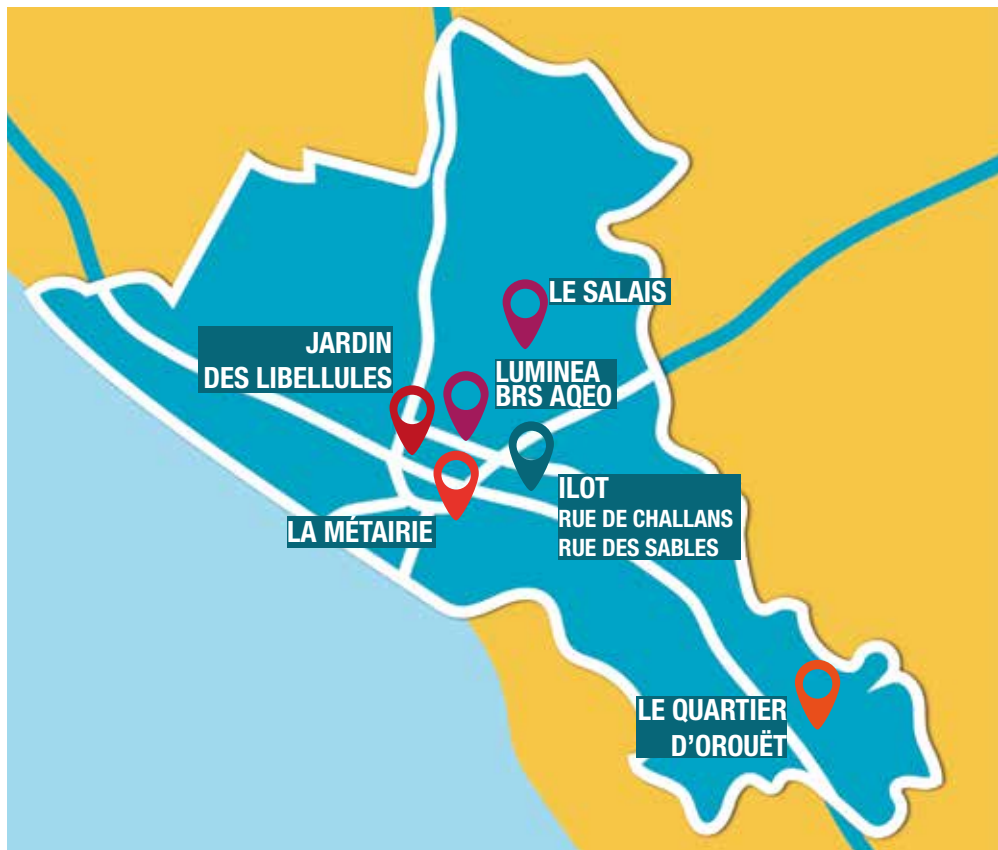 LE SALAIS
JARDIN
DES LIBELLULES
LUMINEA
BRS AQEO
ILOT
RUE DE CHALLANS
RUE DES SABLES
LA MÉTAIRIE
LE QUARTIER
D'OROUËT